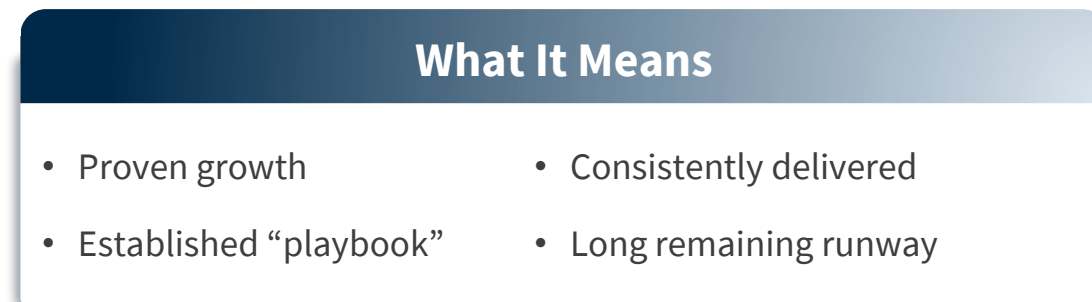 What It Means
• Proven growth
• Established “playbook”
• Consistently delivered
• Long remaining runway